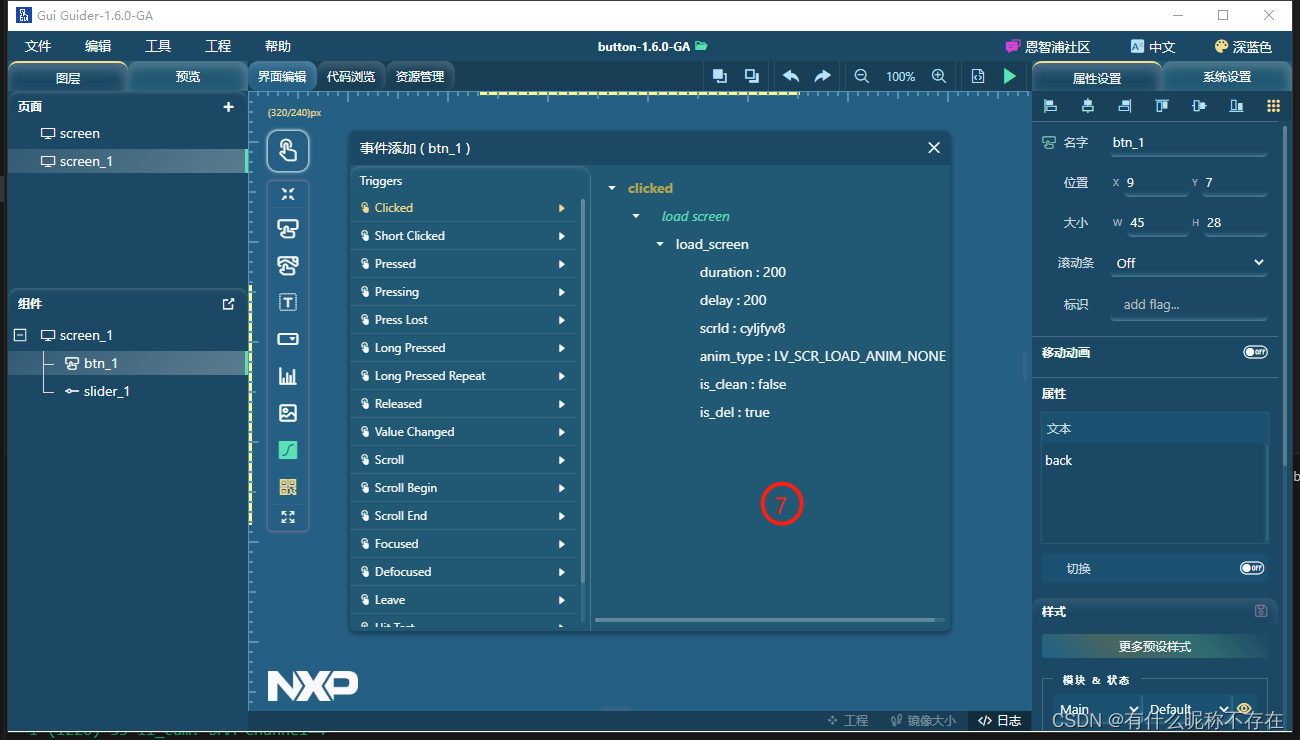 Gui Guider-1.6.0-GA
文件 编辑 工具 工程 帮助
button-1.6.0-GA
恩智浦社区 中文 深蓝色
图层 预览
界面编辑 代码浏览 资源管理
100%
属性设置 系统设置
页面 +
screen
screen_1
组件
screen_1
btn_1
slider_1
(320/240)px
事件添加 ( btn_1 )
Triggers
Clicked
Short Clicked
Pressed
Pressing
Press Lost
Long Pressed
Long Pressed Repeat
Released
Value Changed
Scroll
Scroll Begin
Scroll End
Focused
Defocused
Leave
Hit Test
clicked
load screen
load_screen
duration : 200
delay : 200
scrId : cyljfyv8
anim_type : LV_SCR_LOAD_ANIM_NONE
is_clean : false
is_del : true
7
NXP
工程 镜像大小 日志
名字 btn_1
位置 X 9 Y 7
大小 W 45 H 28
滚动条 Off
标识 add flag...
移动动画 OFF
属性
文本
back
切换 OFF
样式
更多预设样式
模块 & 状态
Main Default
CSDN @有什么昵称不存在